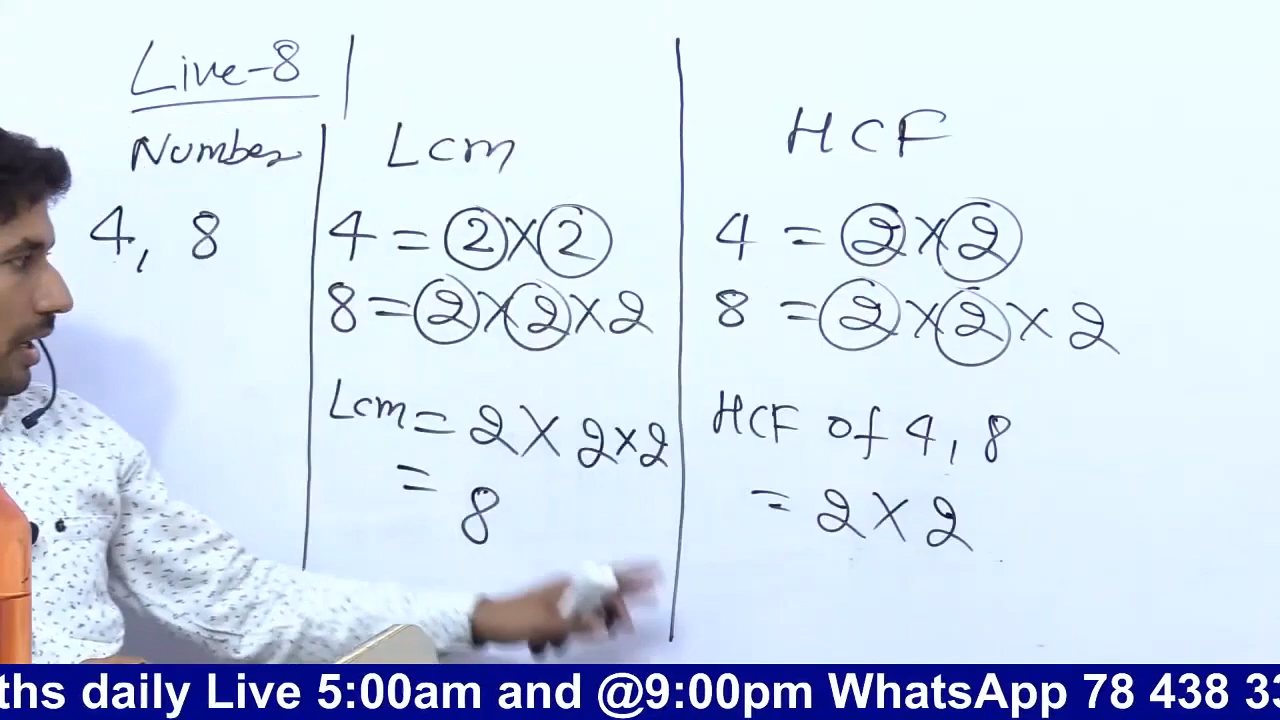 Live-8
Number
4, 8
Lcm
4 = 2 × 2
8 = 2 × 2 × 2
Lcm = 2 × 2 × 2
= 8
HCF
4 = 2 × 2
8 = 2 × 2 × 2
HCF of 4, 8
= 2 × 2
ths daily Live 5:00am and @9:00pm WhatsApp 78 438 33